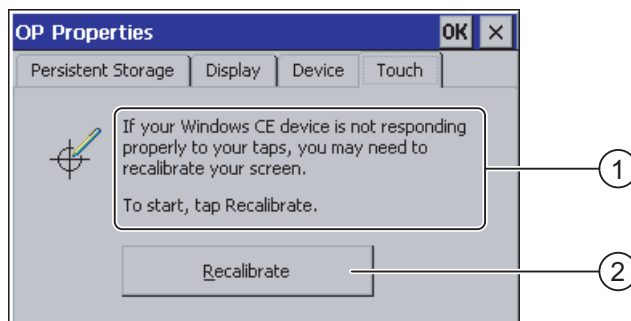 OP Properties OK ×
Persistent Storage Display Device Touch
If your Windows CE device is not responding
properly to your taps, you may need to
recalibrate your screen.
To start, tap Recalibrate.
1
Recalibrate
2